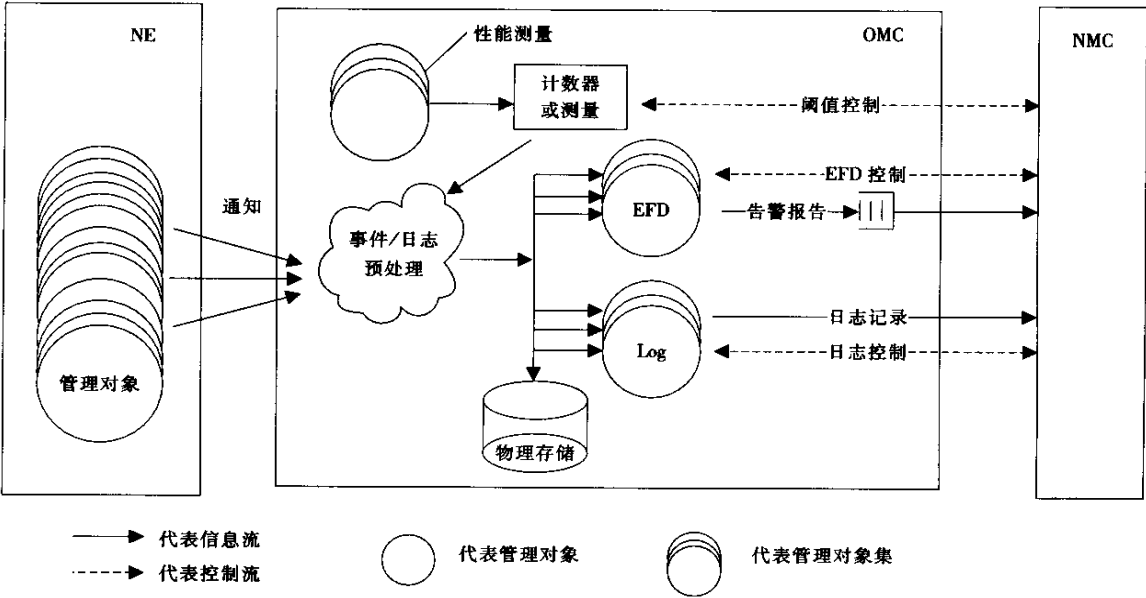 NE
OMC
NMC
性能测量
计数器
或测量
阈值控制
EFD 控制
通知
EFD
告警报告
事件/日志
预处理
日志记录
Log
日志控制
管理对象
物理存储
代表信息流
代表管理对象
代表管理对象集
代表控制流